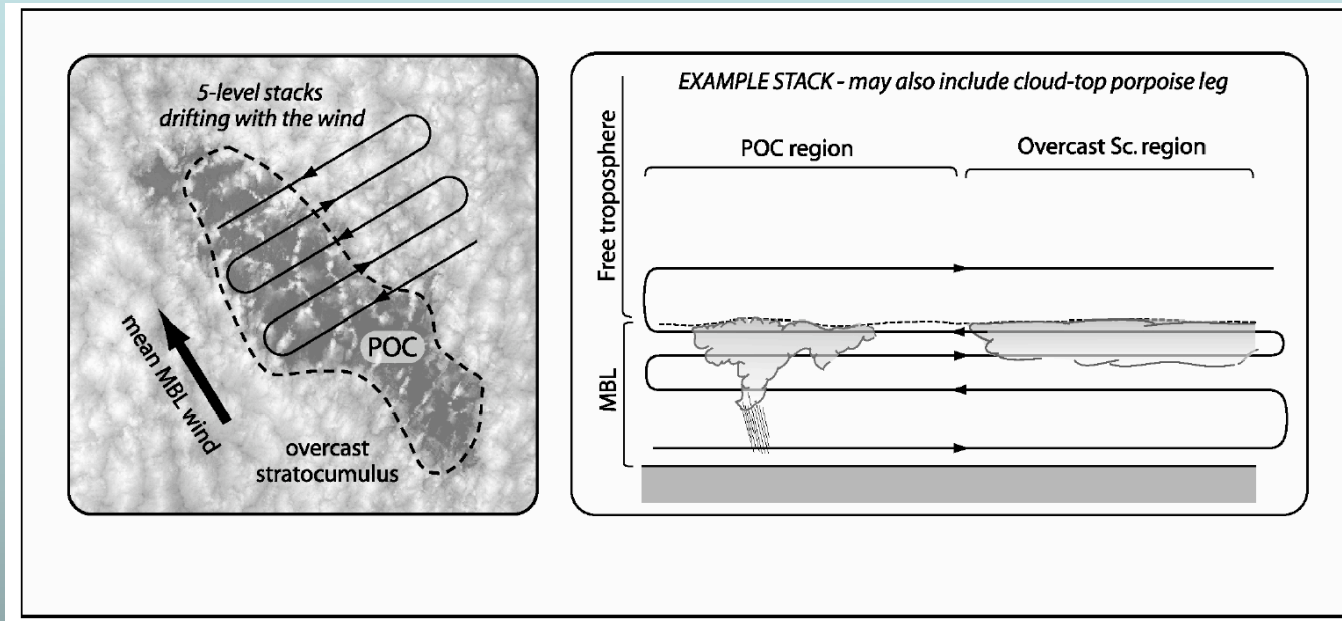 5-level stacks
drifting with the wind
POC
mean MBL wind
overcast
stratocumulus
EXAMPLE STACK - may also include cloud-top porpoise leg
POC region
Overcast Sc. region
Free troposphere
MBL